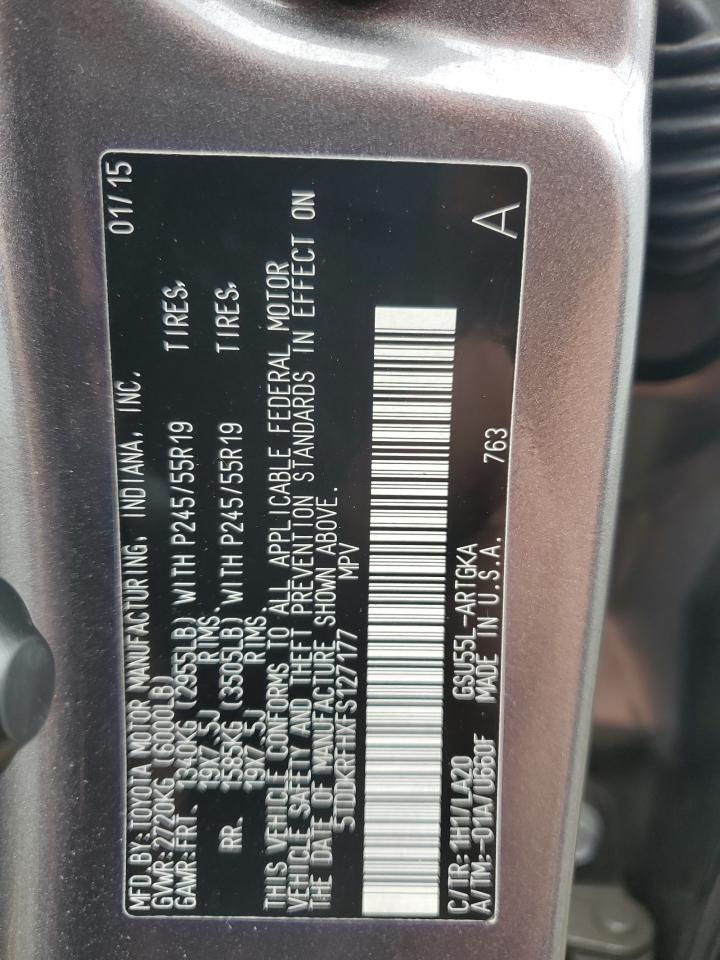 MFD.BY:TOYOTA MOTOR MANUFACTURING, INDIANA, INC. 01/15
GVWR:2720KG (6000LB)
GAWR:FRT 1340KG (2955LB) WITH P245/55R19 TIRES,
19X7.5J RIMS,
RR. 1585KG (3505LB) WITH P245/55R19 TIRES,
19X7.5J RIMS.
THIS VEHICLE CONFORMS TO ALL APPLICABLE FEDERAL MOTOR
VEHICLE SAFETY AND THEFT PREVENTION STANDARDS IN EFFECT ON
THE DATE OF MANUFACTURE SHOWN ABOVE.
5TDDKRFHXFS127177 MPV
C/TR:1H1/LA20 GSU55L-ARTGKA
A/TM:-01A/U660F MADE IN U.S.A. 763 A